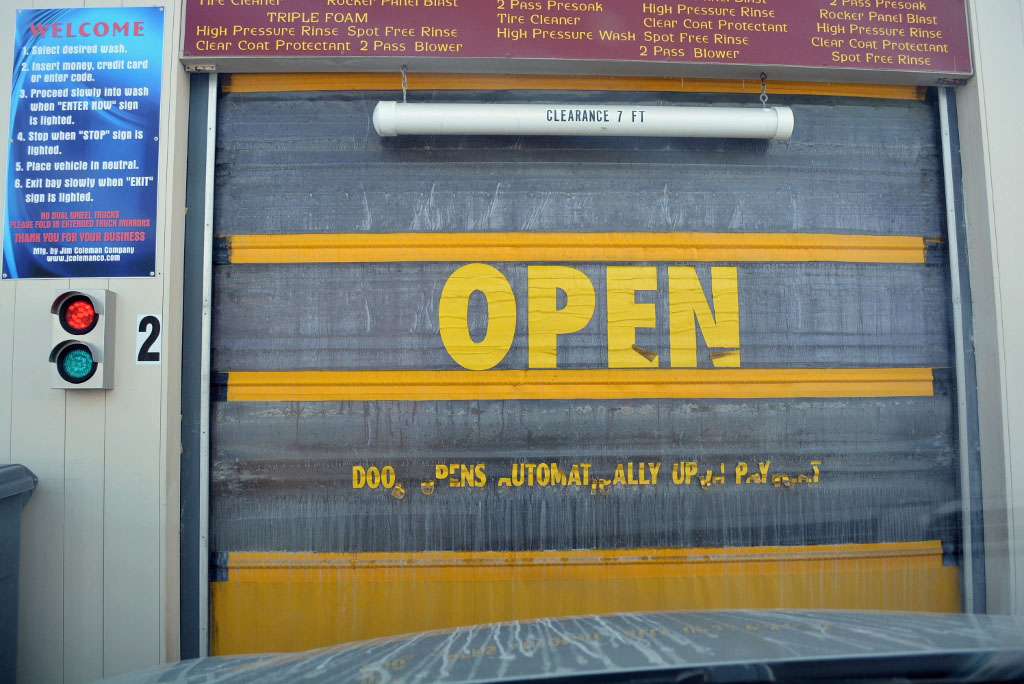 Tire Cleaner Rocker Panel Blast
TRIPLE FOAM
High Pressure Rinse Spot Free Rinse
Clear Coat Protectant 2 Pass Blower
2 Pass Presoak
Tire Cleaner
High Pressure Wash
High Pressure Rinse
Clear Coat Protectant
Spot Free Rinse
2 Pass Blower
2 Pass Presoak
Rocker Panel Blast
High Pressure Rinse
Clear Coat Protectant
Spot Free Rinse
WELCOME
1. Select desired wash.
2. Insert money, credit card
or enter code.
3. Proceed slowly into wash
when "ENTER NOW" sign
is lighted.
4. Stop when "STOP" sign is
lighted.
5. Place vehicle in neutral.
6. Exit bay slowly when "EXIT"
sign is lighted.
NO DUAL WHEEL TRUCKS
PLEASE FOLD IN EXTENDED TRUCK MIRRORS
THANK YOU FOR YOUR BUSINESS
Mfg. by Jim Coleman Company
www.jcolemanco.com
CLEARANCE 7 FT
OPEN
2
DOOR OPENS AUTOMATICALLY UPON PAYMENT